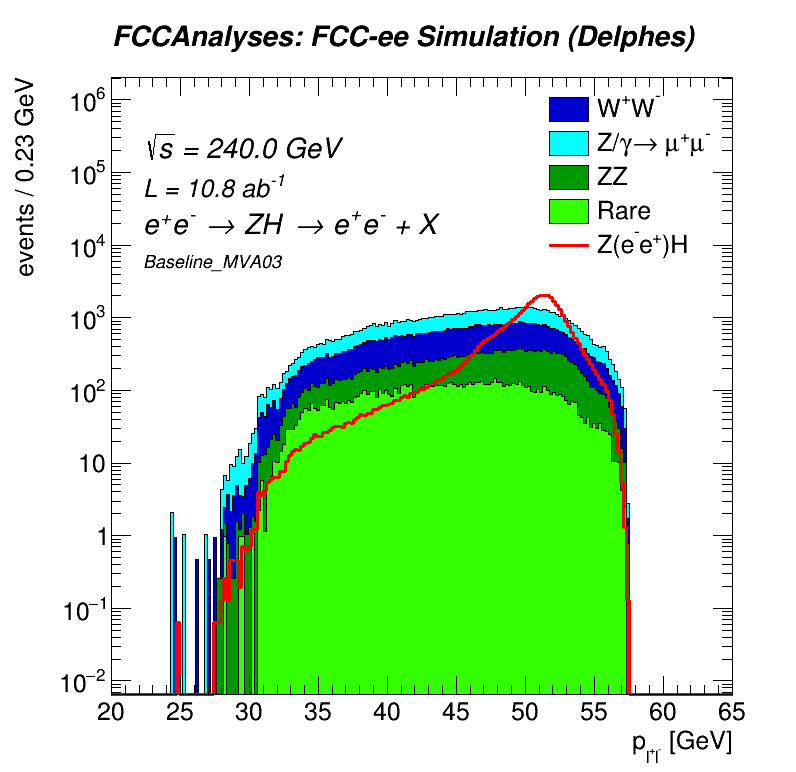 FCCAnalyses: FCC-ee Simulation (Delphes)
events / 0.23 GeV
10⁶
10⁵
10⁴
10³
10²
10
1
10⁻¹
10⁻²
√s = 240.0 GeV
L = 10.8 ab⁻¹
e⁺e⁻ → ZH → e⁺e⁻ + X
Baseline_MVA03
W⁺W⁻
Z/γ→ μ⁺μ⁻
ZZ
Rare
Z(e⁻e⁺)H
20 25 30 35 40 45 50 55 60 65
p_l⁺l⁻ [GeV]